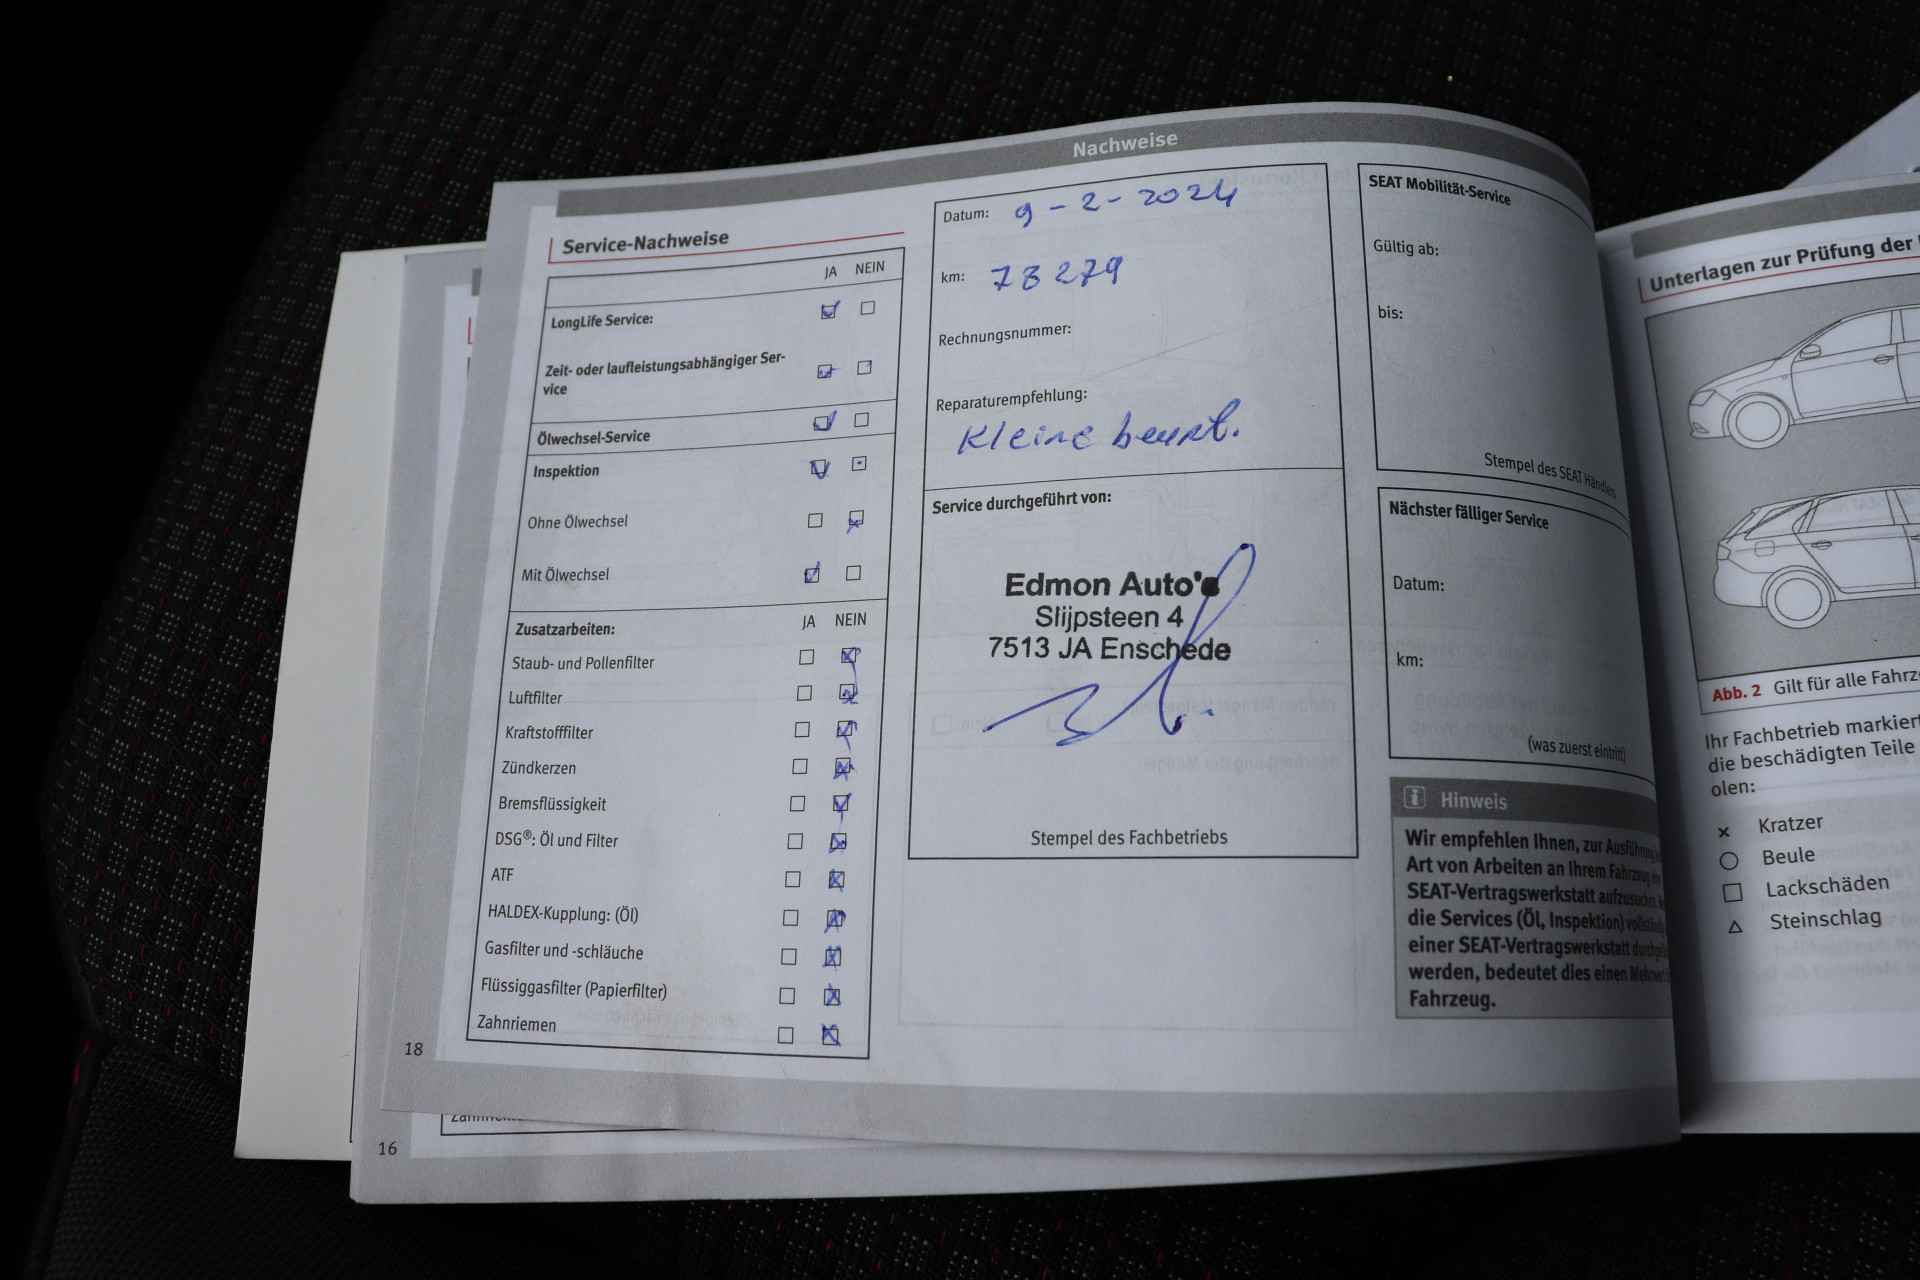 Nachweise
Service-Nachweise
JA NEIN
LongLife Service:
Zeit- oder laufleistungsabhängiger Ser-
vice
Ölwechsel-Service
Inspektion
Ohne Ölwechsel
Mit Ölwechsel
Zusatzarbeiten: JA NEIN
Staub- und Pollenfilter
Luftfilter
Kraftstofffilter
Zündkerzen
Bremsflüssigkeit
DSG®: Öl und Filter
ATF
HALDEX-Kupplung: (Öl)
Gasfilter und -schläuche
Flüssiggasfilter (Papierfilter)
Zahnriemen
18
16
Datum: 9-2-2024
km: 78279
Rechnungsnummer:
Reparaturempfehlung:
Kleine beurt.
Service durchgeführt von:
Edmon Auto's
Slijpsteen 4
7513 JA Enschede
Stempel des Fachbetriebs
SEAT Mobilität-Service
Gültig ab:
bis:
Stempel des SEAT Händlers
Nächster fälliger Service
Datum:
km:
(was zuerst eintritt)
Hinweis
Wir empfehlen Ihnen, zur Ausführung
Art von Arbeiten an Ihrem Fahrzeug
SEAT-Vertragswerkstatt aufzusuchen.
die Services (Öl, Inspektion)
einer SEAT-Vertragswerkstatt
werden, bedeutet dies einen
Fahrzeug.
Unterlagen zur Prüfung der
Abb. 2 Gilt für alle
Ihr Fachbetrieb markiert
die beschädigten Teile
olen:
Kratzer
Beule
Lackschäden
Steinschlag